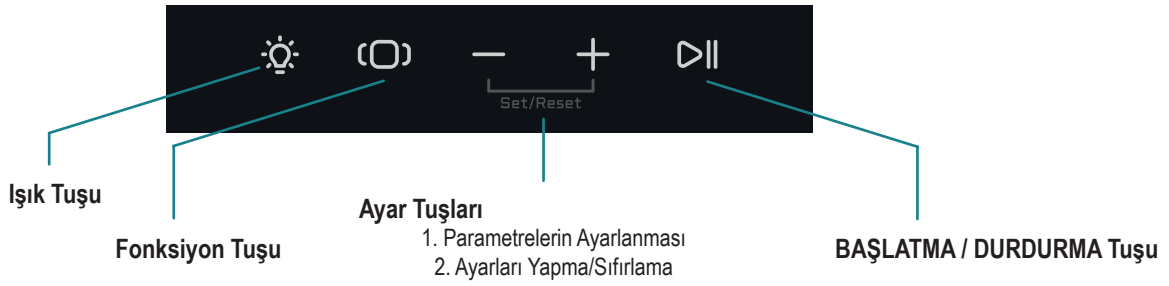 Set/Reset
Işık Tuşu
Fonksiyon Tuşu
Ayar Tuşları
1. Parametrelerin Ayarlanması
2. Ayarları Yapma/Sıfırlama
BAŞLATMA / DURDURMA Tuşu